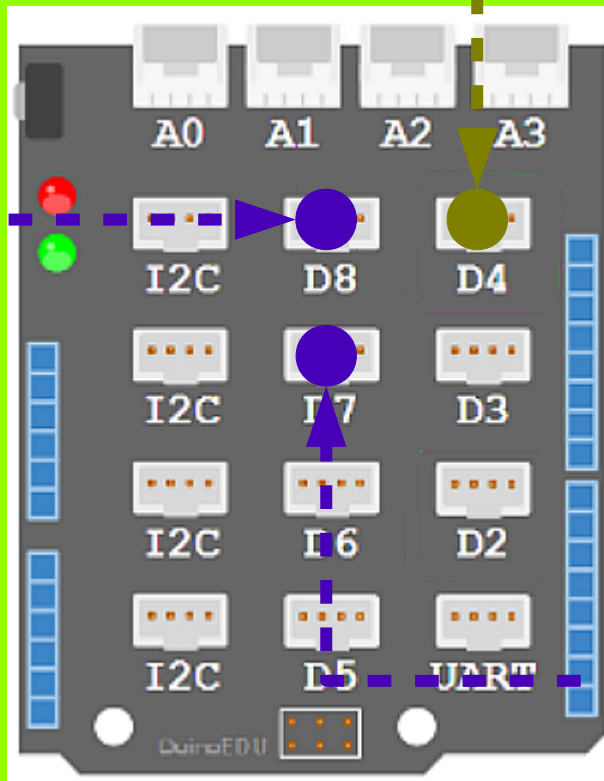 A0 A1 A2 A3
I2C D8 D4
I2C D7 D3
I2C D6 D2
I2C D5 UART
DuinoEDU